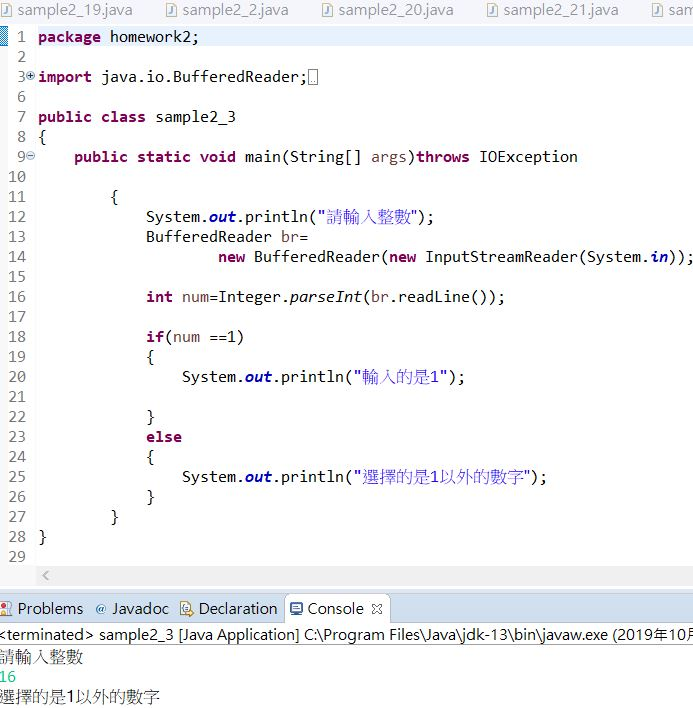 sample2_19.java sample2_2.java sample2_20.java sample2_21.java sam
1 package homework2;
2
3 import java.io.BufferedReader;
6
7 public class sample2_3
8 {
9 public static void main(String[] args)throws IOException
10
11 {
12 System.out.println("請輸入整數");
13 BufferedReader br=
14 new BufferedReader(new InputStreamReader(System.in));
15
16 int num=Integer.parseInt(br.readLine());
17
18 if(num ==1)
19 {
20 System.out.println("輸入的是1");
21
22 }
23 else
24 {
25 System.out.println("選擇的是1以外的數字");
26 }
27 }
28 }
29
Problems @ Javadoc Declaration Console
<terminated> sample2_3 [Java Application] C:\Program Files\Java\jdk-13\bin\javaw.exe (2019年10月
請輸入整數
16
選擇的是1以外的數字